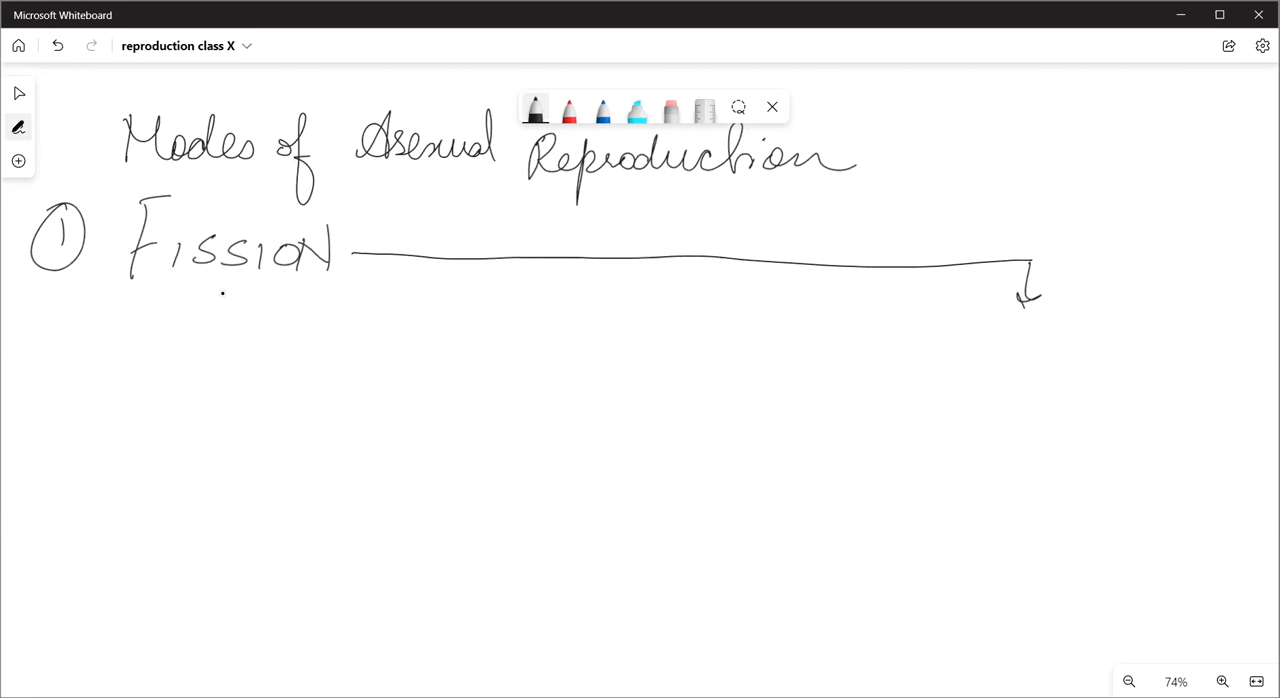 Microsoft Whiteboard
reproduction class X
Modes of Asexual Reproduction
1 FISSION
74%